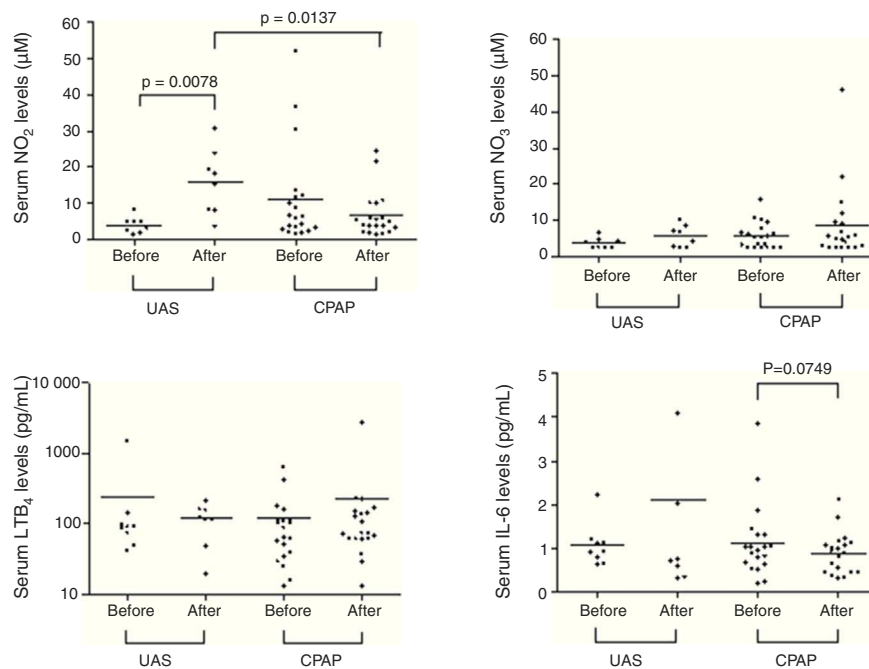 p = 0.0137
p = 0.0078
Serum NO2 levels (µM)
60
50
40
30
20
10
0
Before After Before After
UAS CPAP
Serum NO3 levels (µM)
60
50
40
30
20
10
0
Before After Before After
UAS CPAP
Serum LTB4 levels (pg/mL)
10 000
1000
100
10
Before After Before After
UAS CPAP
P=0.0749
Serum IL-6 levels (pg/mL)
5
4
3
2
1
0
Before After Before After
UAS CPAP